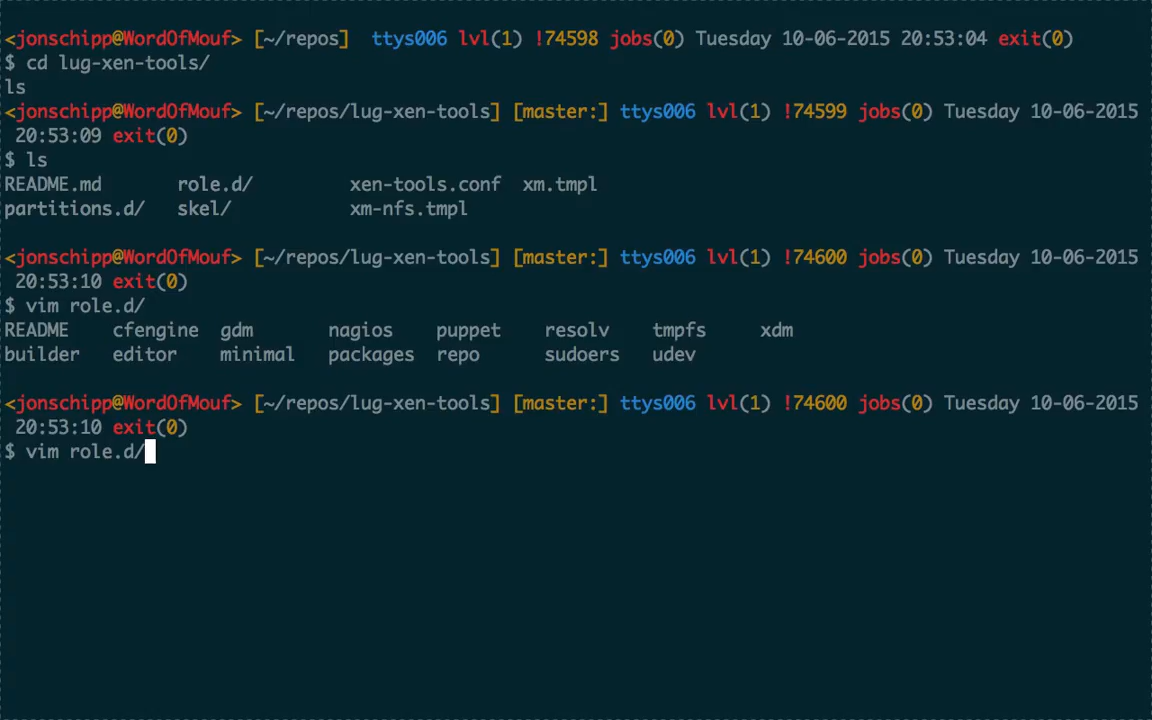 <jonschipp@WordOfMouf> [~/repos]  ttys006 lvl(1) !74598 jobs(0) Tuesday 10-06-2015 20:53:04 exit(0)
$ cd lug-xen-tools/
ls
<jonschipp@WordOfMouf> [~/repos/lug-xen-tools] [master:] ttys006 lvl(1) !74599 jobs(0) Tuesday 10-06-2015
 20:53:09 exit(0)
$ ls
README.md       role.d/         xen-tools.conf  xm.tmpl
partitions.d/   skel/           xm-nfs.tmpl
<jonschipp@WordOfMouf> [~/repos/lug-xen-tools] [master:] ttys006 lvl(1) !74600 jobs(0) Tuesday 10-06-2015
 20:53:10 exit(0)
$ vim role.d/
README    cfengine  gdm       nagios    puppet    resolv    tmpfs     xdm
builder   editor    minimal   packages  repo      sudoers   udev
<jonschipp@WordOfMouf> [~/repos/lug-xen-tools] [master:] ttys006 lvl(1) !74600 jobs(0) Tuesday 10-06-2015
 20:53:10 exit(0)
$ vim role.d/